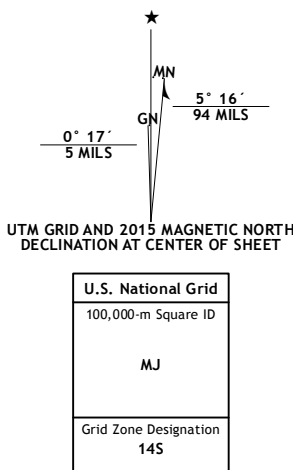 ★
MN
GN
5° 16´
94 MILS
0° 17´
5 MILS
UTM GRID AND 2015 MAGNETIC NORTH
DECLINATION AT CENTER OF SHEET
U.S. National Grid
100,000-m Square ID
MJ
Grid Zone Designation
14S